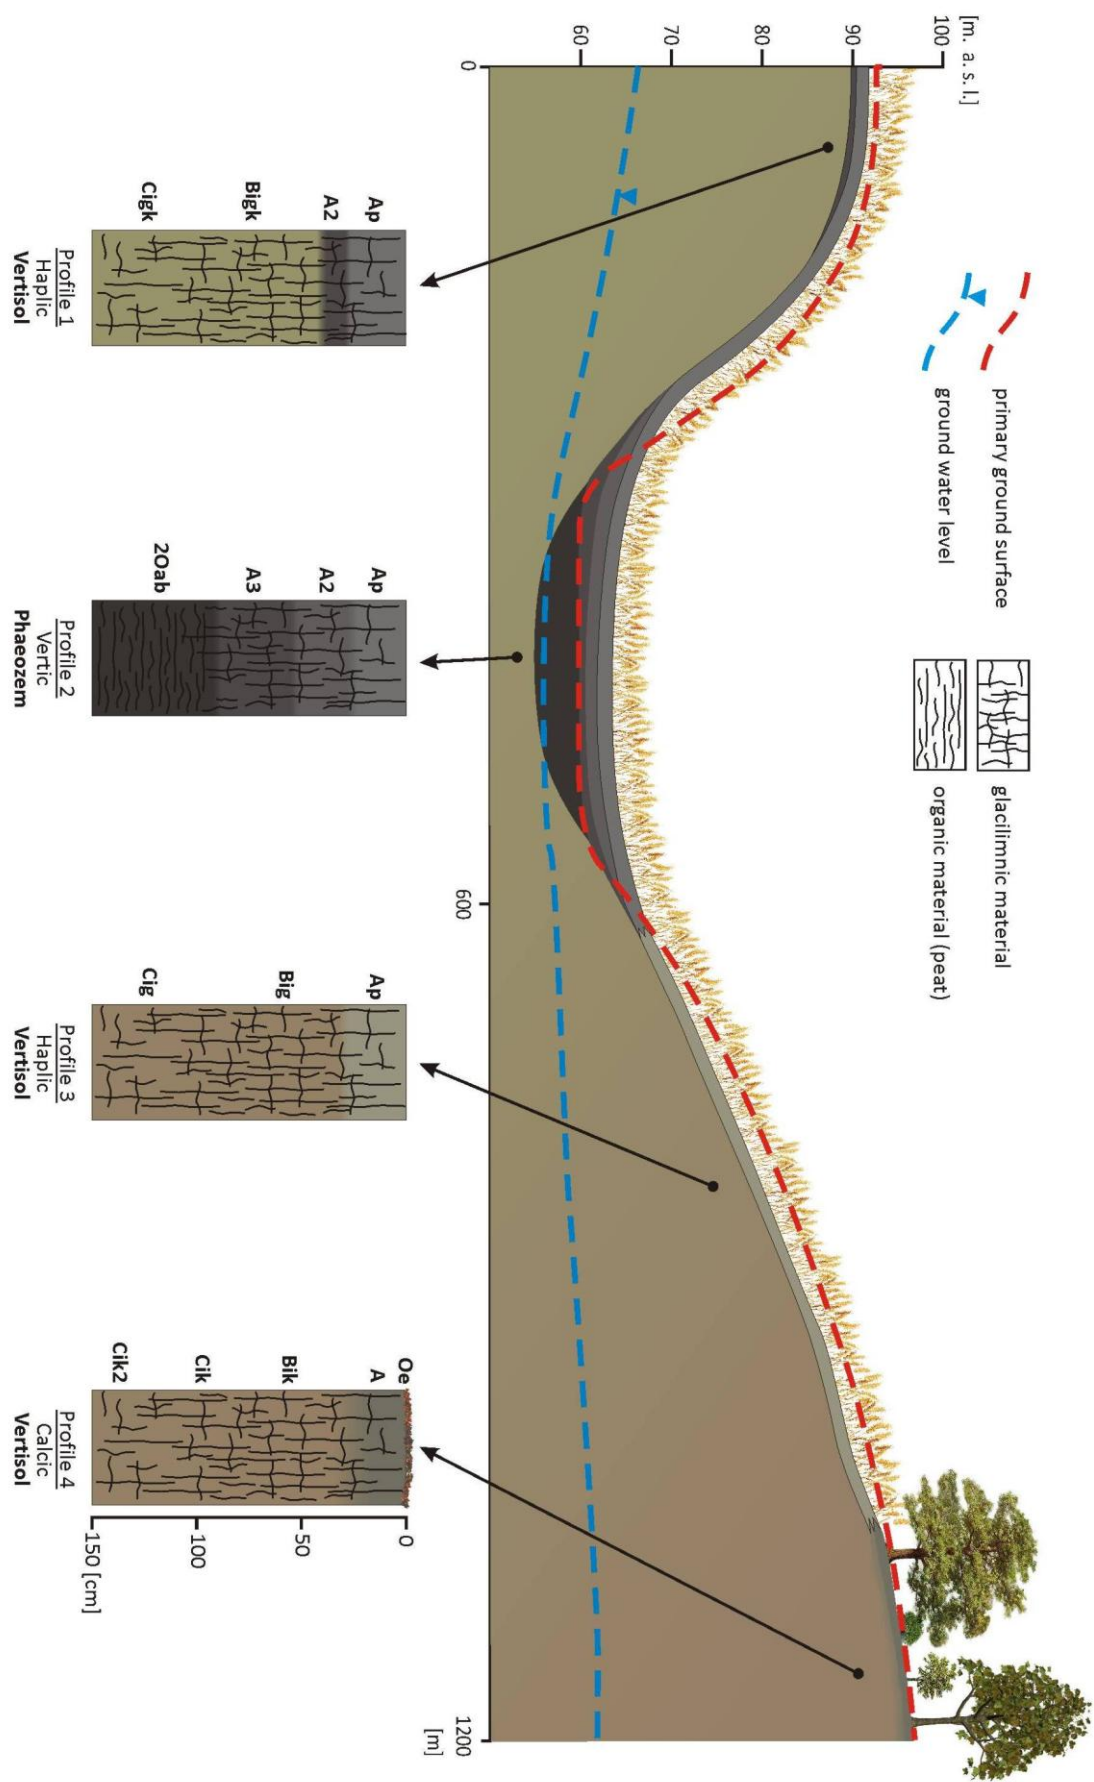 [m. a. s. l.]
100
90
80
70
60
0
600
1200
[m]
primary ground surface
ground water level
glacilimnic material
organic material (peat)
Ap
A2
Bigk
Cigk
Profile 1
Haplic
Vertisol
Ap
A2
A3
2Oab
Profile 2
Vertic
Phaeozem
Ap
Big
Cig
Profile 3
Haplic
Vertisol
Oe
A
Bik
Cik
Cik2
Profile 4
Calcic
Vertisol
0
50
100
150 [cm]